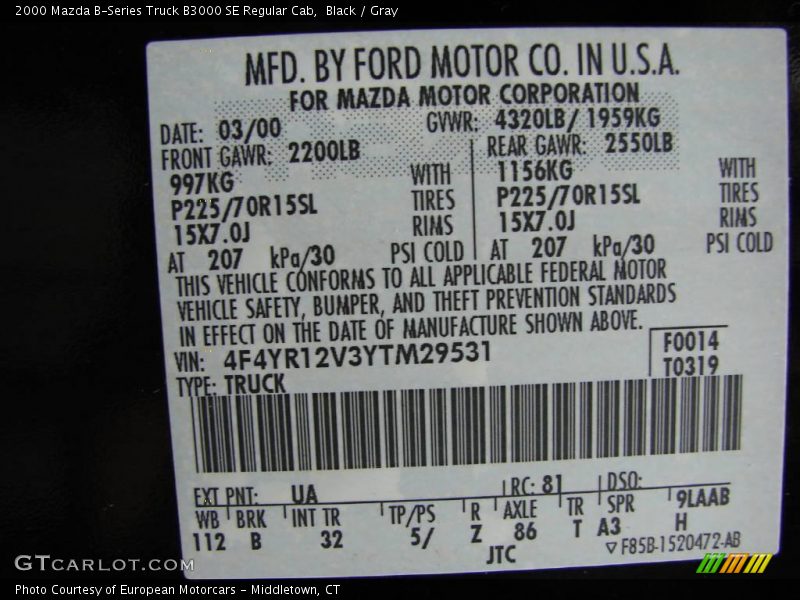 2000 Mazda B-Series Truck B3000 SE Regular Cab,  Black / Gray
MFD. BY FORD MOTOR CO. IN U.S.A.
FOR MAZDA MOTOR CORPORATION
DATE: 03/00 GVWR: 4320LB/ 1959KG
FRONT GAWR: 2200LB REAR GAWR: 2550LB
997KG WITH 1156KG WITH
P225/70R15SL TIRES P225/70R15SL TIRES
15X7.0J RIMS 15X7.0J RIMS
AT 207 kPa/30 PSI COLD AT 207 kPa/30 PSI COLD
THIS VEHICLE CONFORMS TO ALL APPLICABLE FEDERAL MOTOR
VEHICLE SAFETY, BUMPER, AND THEFT PREVENTION STANDARDS
IN EFFECT ON THE DATE OF MANUFACTURE SHOWN ABOVE.
VIN: 4F4YR12V3YTM29531 F0014
TYPE: TRUCK T0319
EXT PNT: UA RC: 81 DSO:
WB BRK INT TR TP/PS R AXLE TR SPR 9LAAB
112 B 32 5/ Z 86 T A3 H
JTC F85B-1520472-AB
GTCARLOT.COM
Photo Courtesy of European Motorcars - Middletown, CT